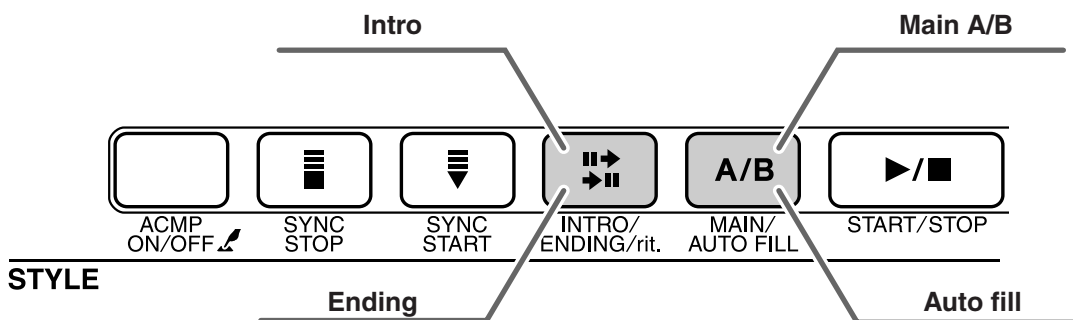 Intro
Main A/B
A/B
ACMP
ON/OFF
SYNC
STOP
SYNC
START
INTRO/
ENDING/rit.
MAIN/
AUTO FILL
START/STOP
STYLE
Ending
Auto fill